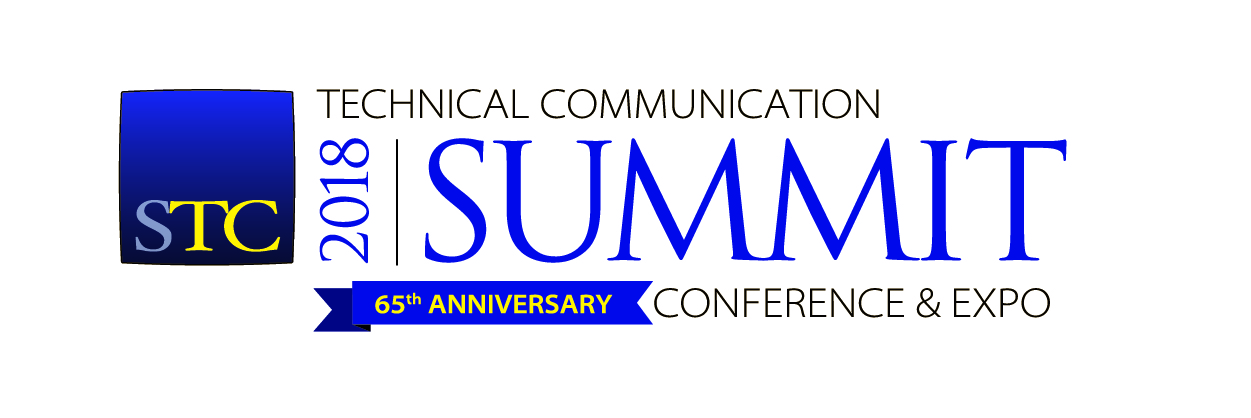 STC
TECHNICAL COMMUNICATION
2018
SUMMIT
65th ANNIVERSARY
CONFERENCE & EXPO